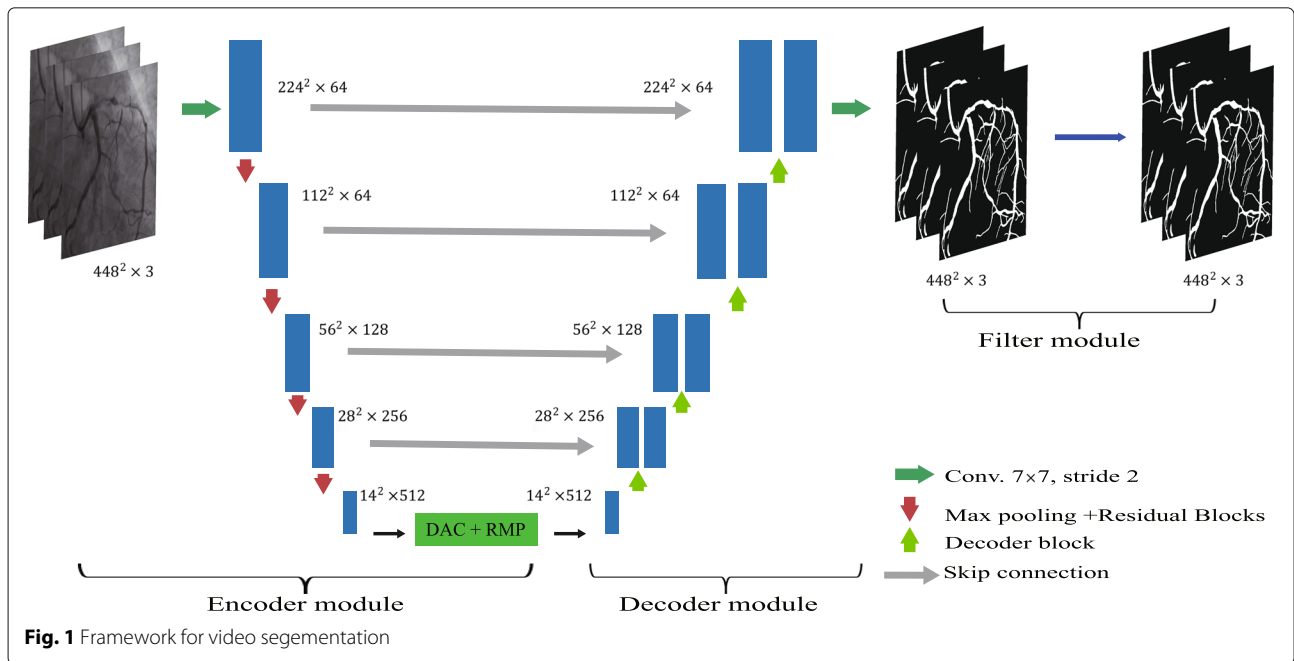 224² × 64
224² × 64
112² × 64
112² × 64
448² × 3
448² × 3
448² × 3
56² × 128
56² × 128
Filter module
28² × 256
28² × 256
14² ×512
14² ×512
DAC + RMP
Conv. 7×7, stride 2
Max pooling +Residual Blocks
Decoder block
Skip connection
Encoder module
Decoder module
Fig. 1 Framework for video segementation